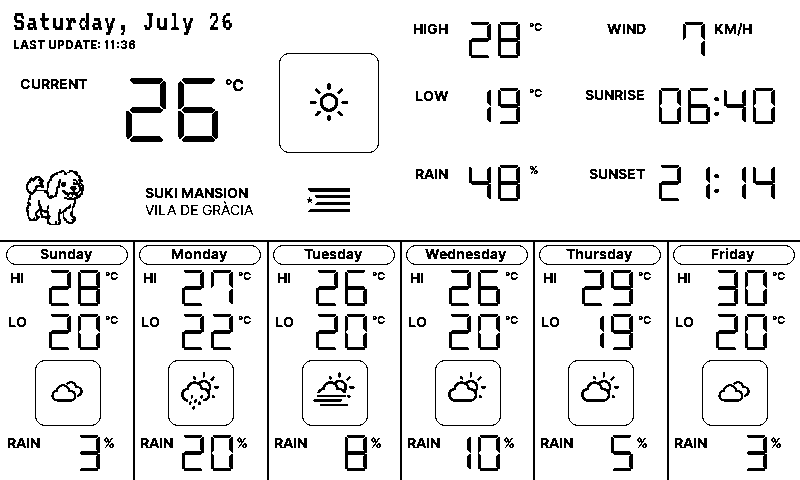 Saturday, July 26
LAST UPDATE: 11:36
CURRENT 26 °C
SUKI MANSION
VILA DE GRÀCIA
HIGH 28 °C
LOW 19 °C
RAIN 48 %
WIND 7 KM/H
SUNRISE 06:40
SUNSET 21:14
Sunday
HI 28 °C
LO 20 °C
RAIN 3 %
Monday
HI 27 °C
LO 22 °C
RAIN 20 %
Tuesday
HI 26 °C
LO 20 °C
RAIN 8 %
Wednesday
HI 26 °C
LO 20 °C
RAIN 10 %
Thursday
HI 29 °C
LO 19 °C
RAIN 5 %
Friday
HI 30 °C
LO 20 °C
RAIN 3 %